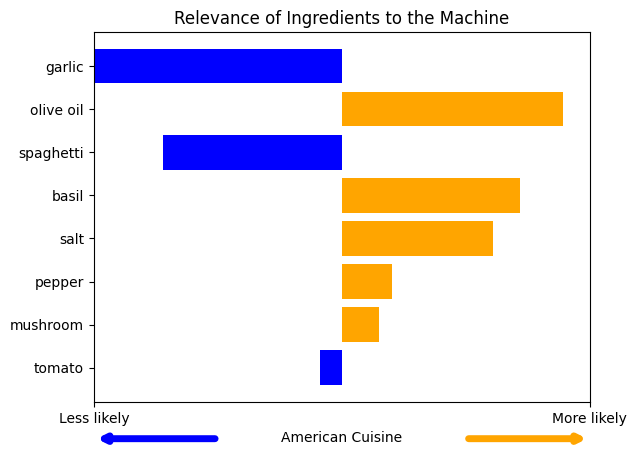 Relevance of Ingredients to the Machine
garlic
olive oil
spaghetti
basil
salt
pepper
mushroom
tomato
Less likely
More likely
American Cuisine